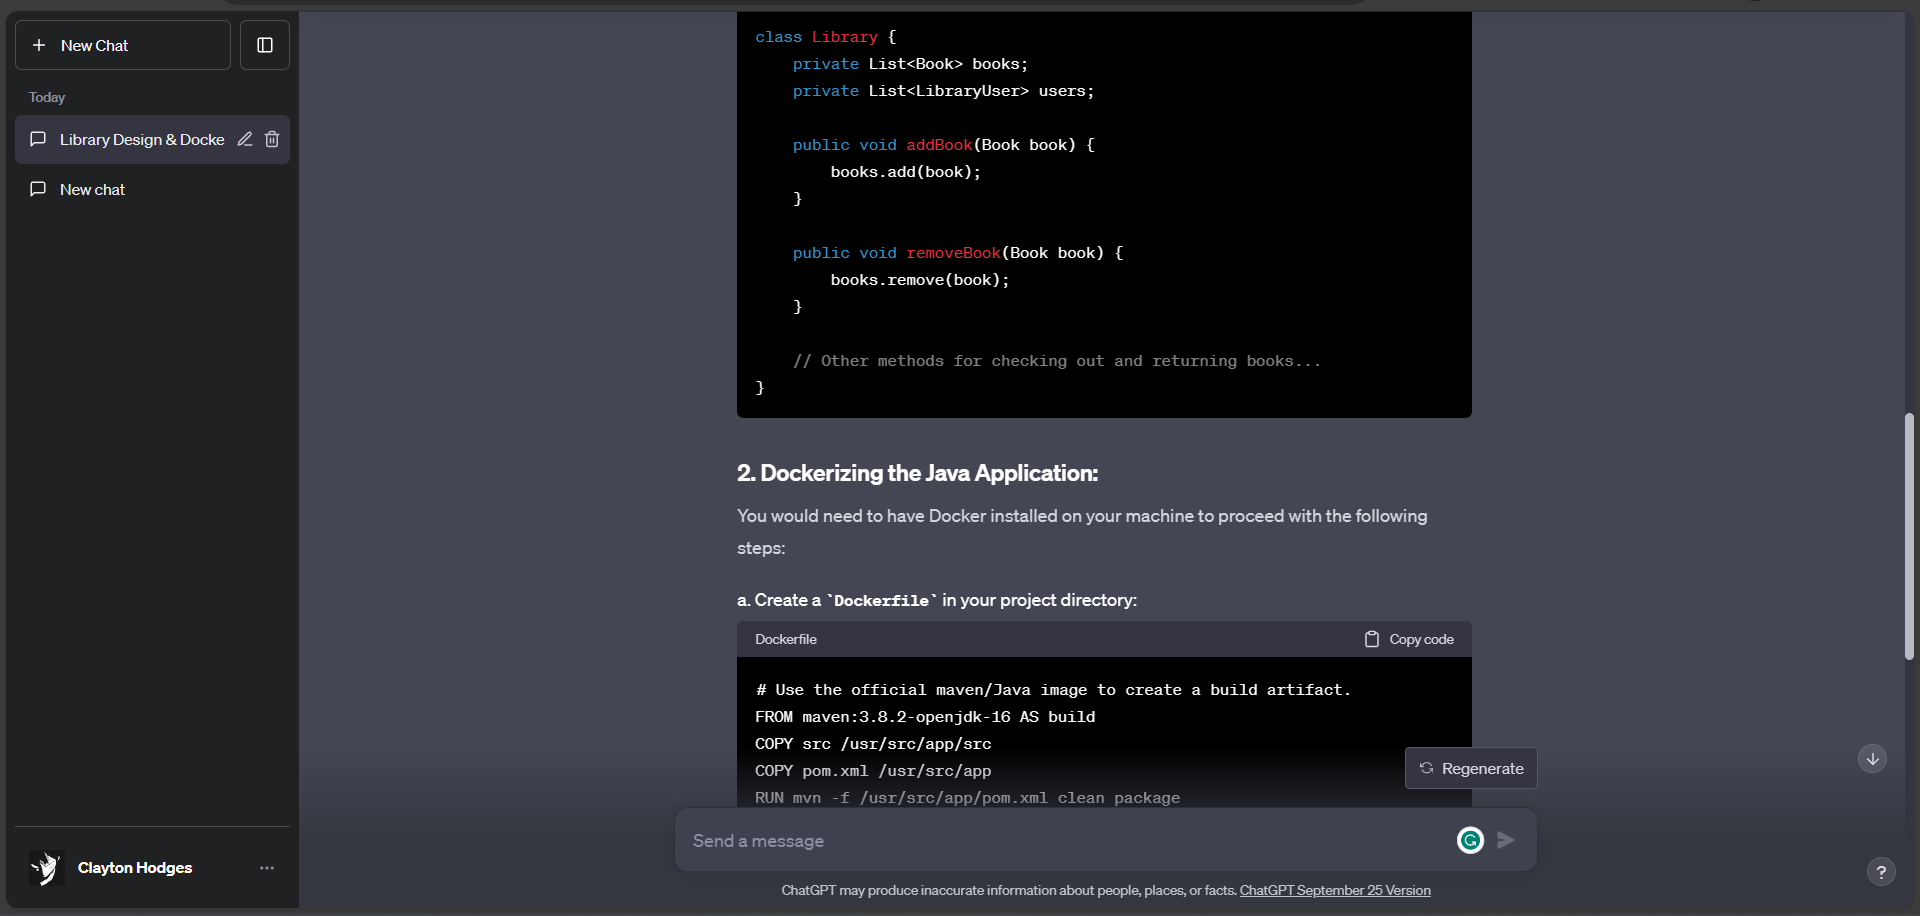 New Chat
Today
Library Design & Docke
New chat
Clayton Hodges
class Library {
    private List<Book> books;
    private List<LibraryUser> users;
    public void addBook(Book book) {
        books.add(book);
    }
    public void removeBook(Book book) {
        books.remove(book);
    }
    // Other methods for checking out and returning books...
}
2. Dockerizing the Java Application:
You would need to have Docker installed on your machine to proceed with the following
steps:
a. Create a `Dockerfile` in your project directory:
Dockerfile
Copy code
# Use the official maven/Java image to create a build artifact.
FROM maven:3.8.2-openjdk-16 AS build
COPY src /usr/src/app/src
COPY pom.xml /usr/src/app
RUN mvn -f /usr/src/app/pom.xml clean package
Regenerate
Send a message
ChatGPT may produce inaccurate information about people, places, or facts. ChatGPT September 25 Version
?